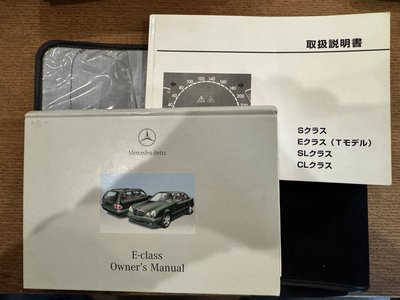 取扱説明書
Sクラス
Eクラス（Tモデル）
SLクラス
CLクラス
Mercedes-Benz
E-class
Owner's Manual